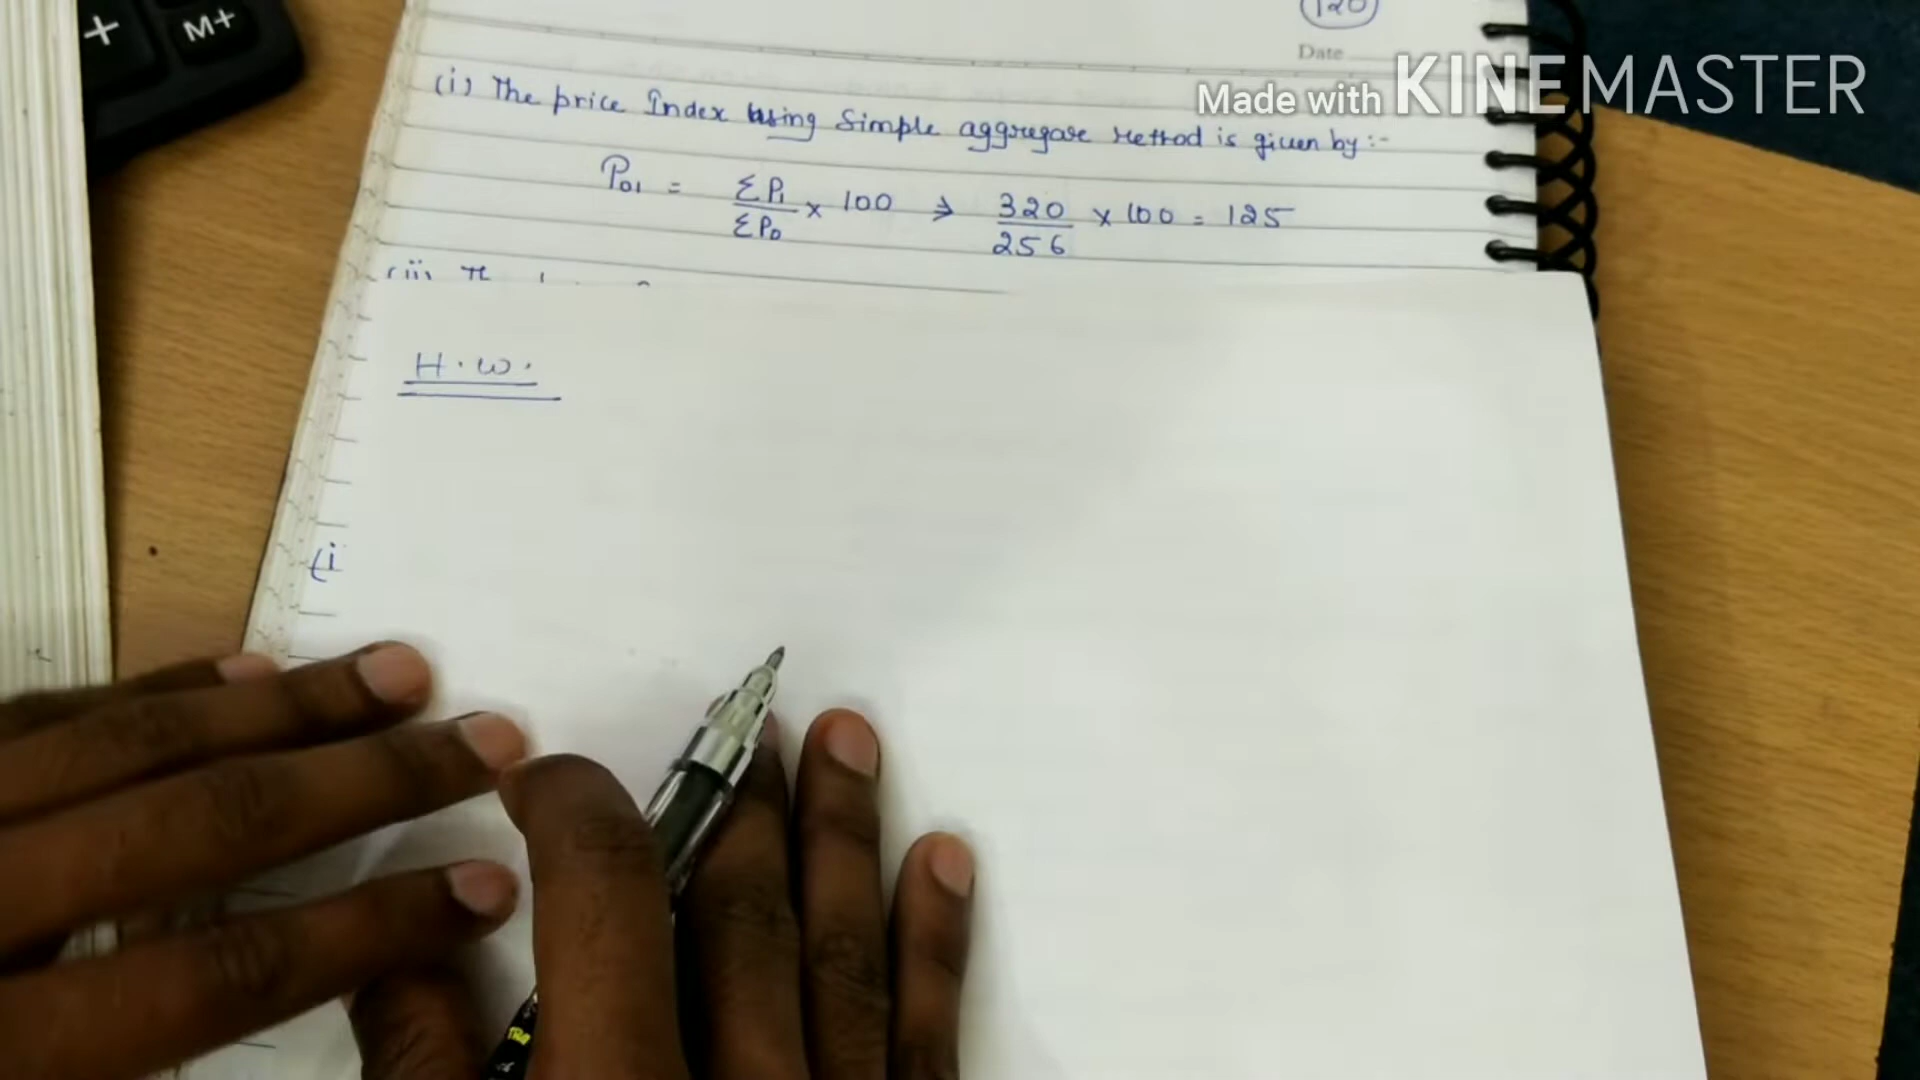 + M+
120
Date
Made with KINEMASTER
(i) The price Index using Simple aggregate Method is given by :-
P01 = ΣP1/ΣP0 × 100 ⇒ 320/256 × 100 = 125
(ii)
H.W.
(i